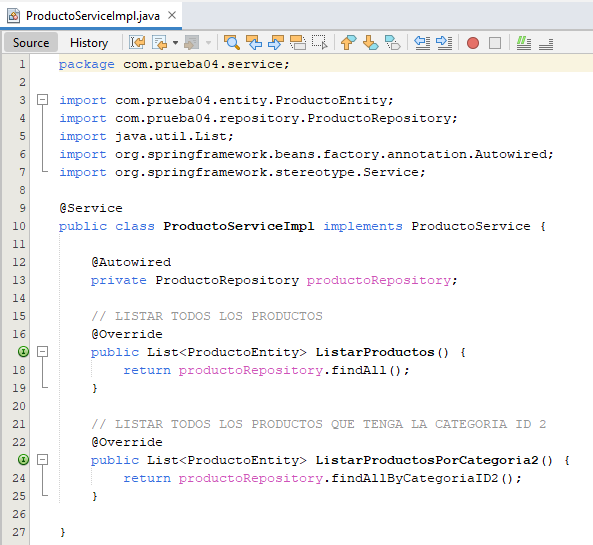 ProductoServiceImpl.java
Source History
1 package com.prueba04.service;
2
3 import com.prueba04.entity.ProductoEntity;
4 import com.prueba04.repository.ProductoRepository;
5 import java.util.List;
6 import org.springframework.beans.factory.annotation.Autowired;
7 import org.springframework.stereotype.Service;
8
9 @Service
10 public class ProductoServiceImpl implements ProductoService {
11
12 @Autowired
13 private ProductoRepository productoRepository;
14
15 // LISTAR TODOS LOS PRODUCTOS
16 @Override
public List<ProductoEntity> ListarProductos() {
18 return productoRepository.findAll();
19 }
20
21 // LISTAR TODOS LOS PRODUCTOS QUE TENGA LA CATEGORIA ID 2
22 @Override
public List<ProductoEntity> ListarProductosPorCategoria2() {
24 return productoRepository.findAllByCategoriaID2();
25 }
26
27 }